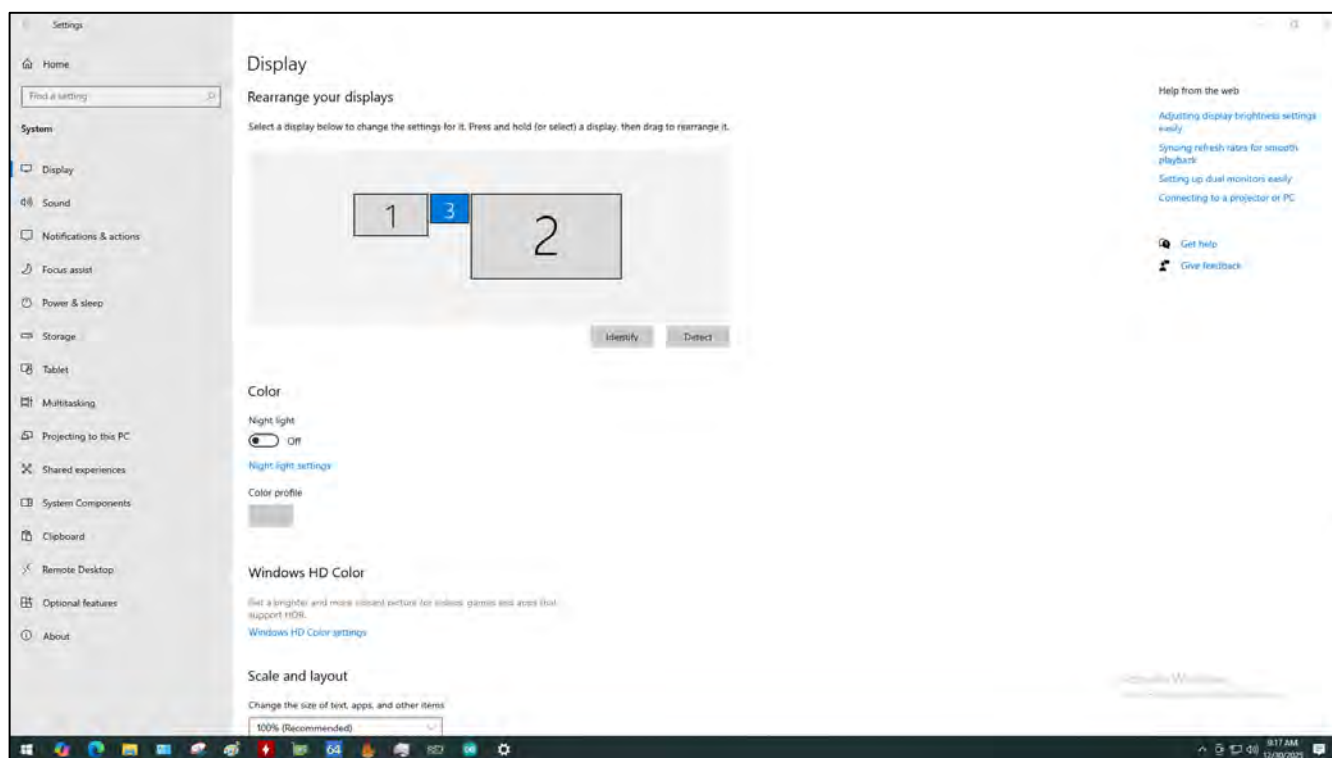 Settings
Home
Find a setting
System
Display
Sound
Notifications & actions
Focus assist
Power & sleep
Storage
Tablet
Multitasking
Projecting to this PC
Shared experiences
System Components
Clipboard
Remote Desktop
Optional features
About
Display
Rearrange your displays
Select a display below to change the settings for it. Press and hold (or select) a display, then drag to rearrange it.
1
3
2
Identify
Detect
Color
Night light
Off
Night light settings
Color profile
Windows HD Color
Get a brighter and more vibrant picture for videos, games and apps that
support HDR.
Windows HD Color settings
Scale and layout
Change the size of text, apps, and other items
100% (Recommended)
Help from the web
Adjusting display brightness settings
easily
Syncing refresh rates for smooth
playback
Setting up dual monitors easily
Connecting to a projector or PC
Get help
Give feedback
Activate Windows
64
9:17 AM
12/30/2025